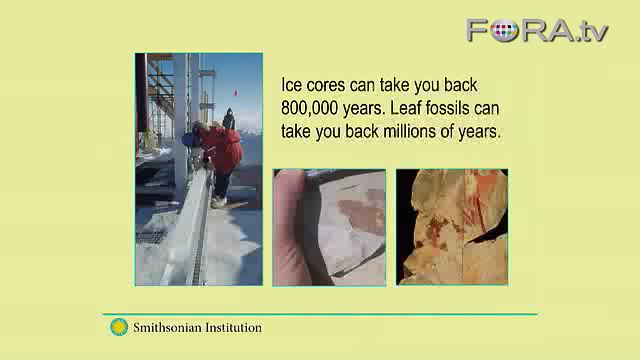 FORA.tv
Ice cores can take you back
800,000 years. Leaf fossils can
take you back millions of years.
Smithsonian Institution